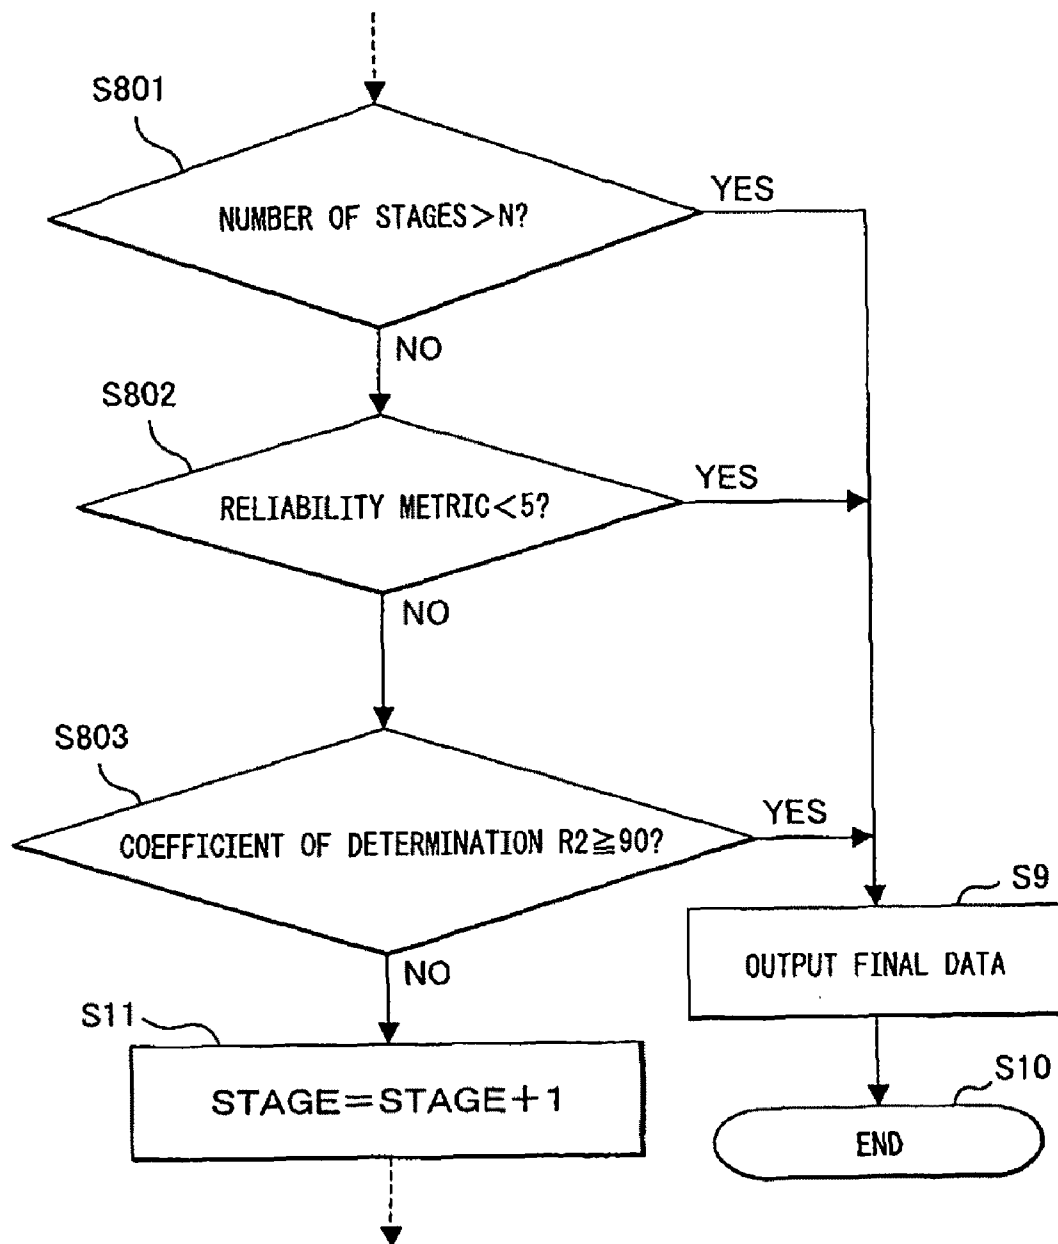 S801
NUMBER OF STAGES>N?
YES
NO
S802
RELIABILITY METRIC<5?
YES
NO
S803
COEFFICIENT OF DETERMINATION R2≧90?
YES
NO
S9
OUTPUT FINAL DATA
S11
STAGE=STAGE+1
S10
END